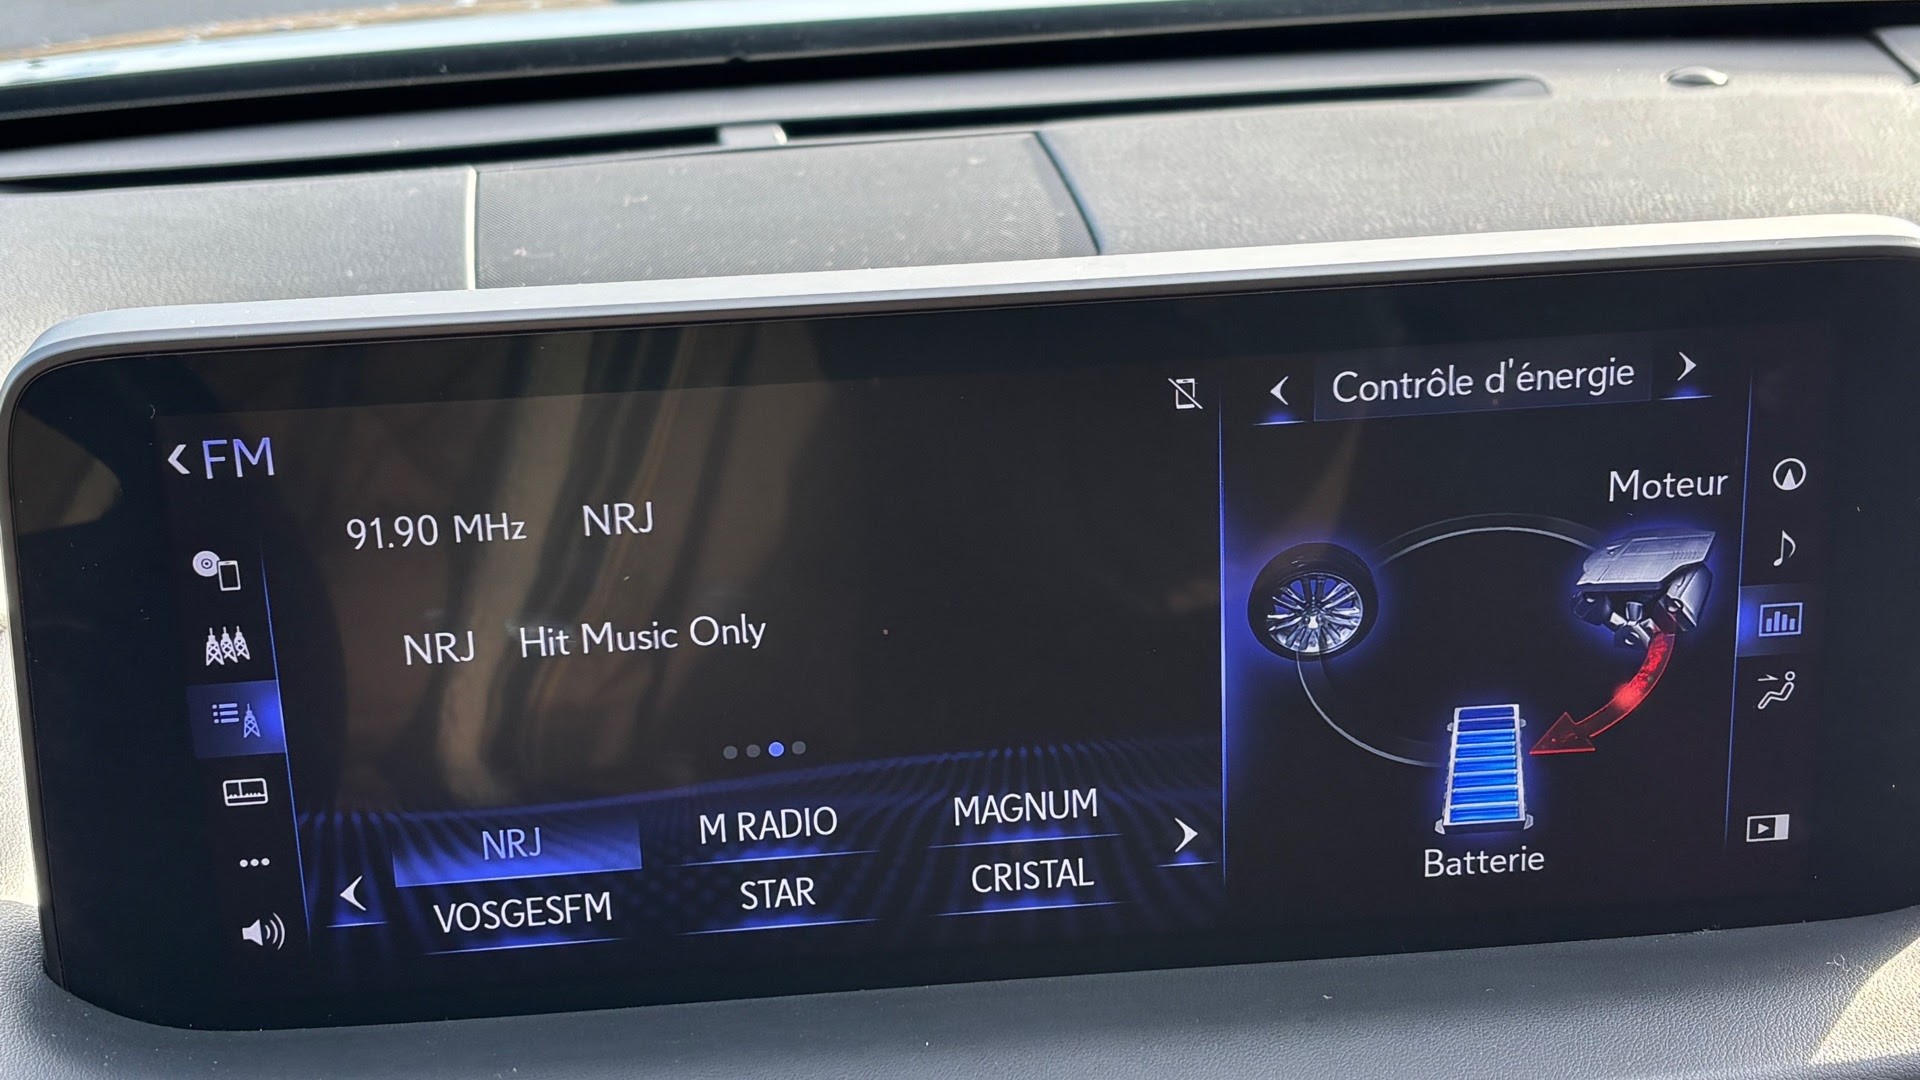 FM
91.90 MHz NRJ
NRJ Hit Music Only
NRJ M RADIO MAGNUM
VOSGESFM STAR CRISTAL
Contrôle d'énergie
Moteur
Batterie